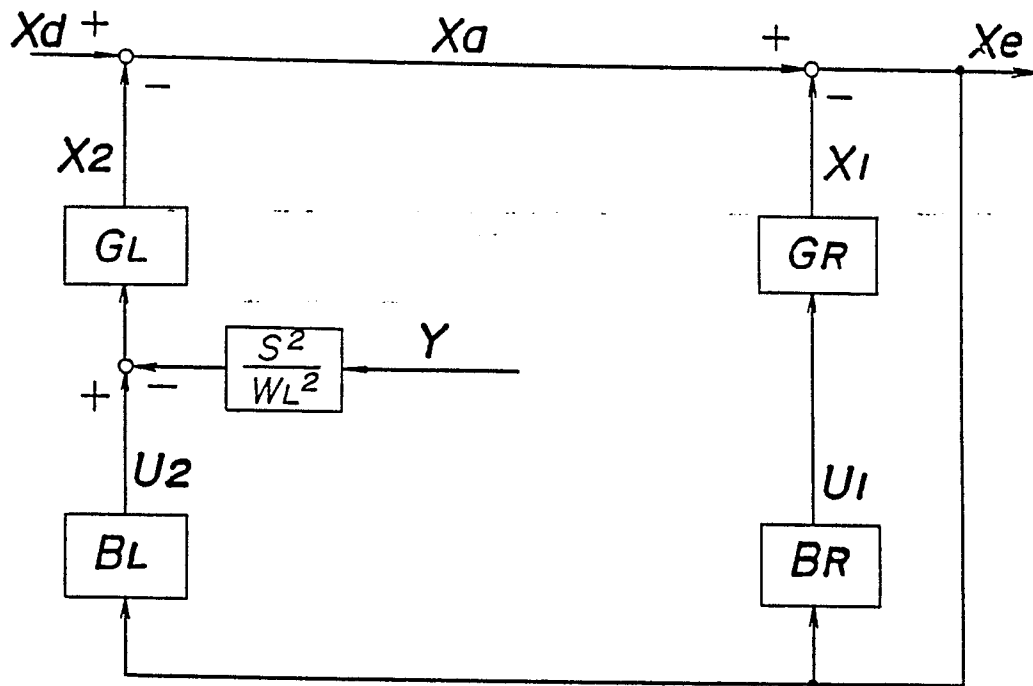 Xd + Xa + Xe
− −
X2 X1
GL GR
S²
WL² Y
+ −
U2 U1
BL BR